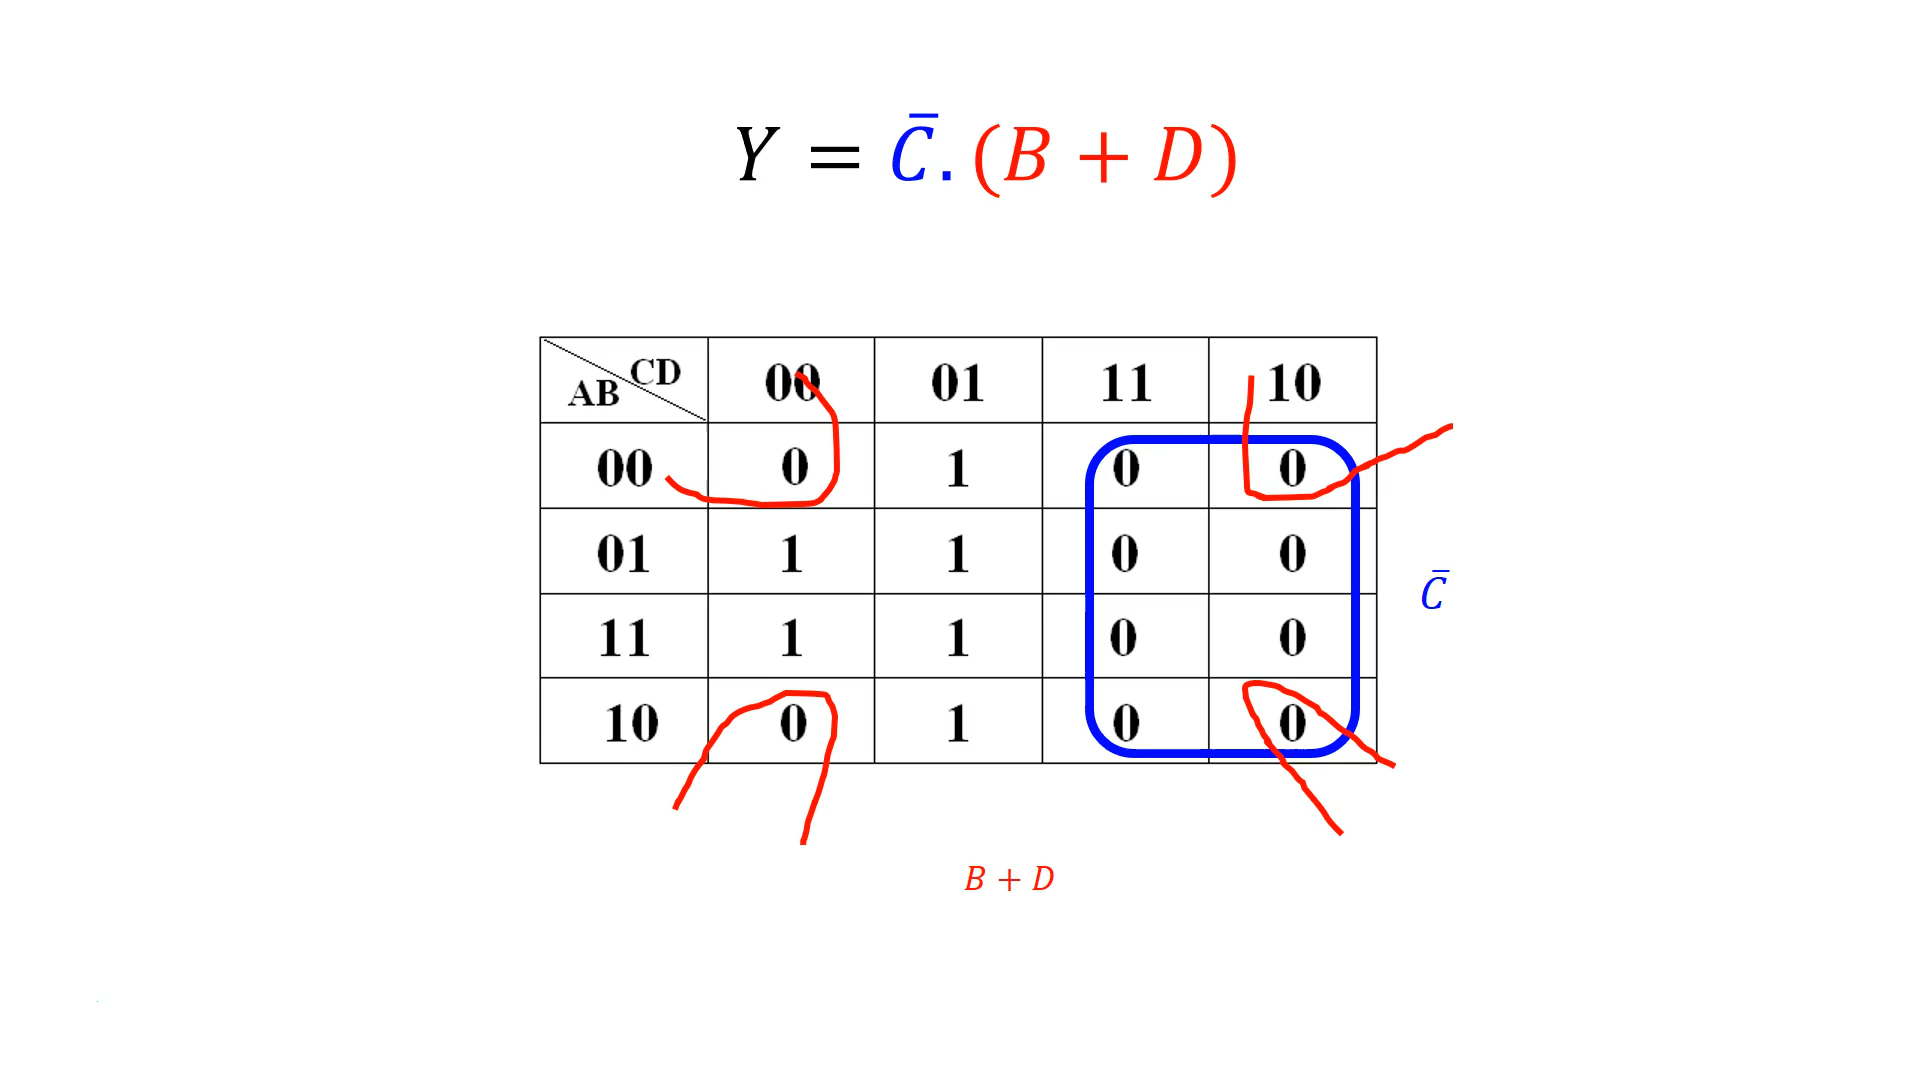 Y = C̄.(B + D)
AB CD 00 01 11 10
00 0 1 0 0
01 1 1 0 0
C̄
11 1 1 0 0
10 0 1 0 0
B + D